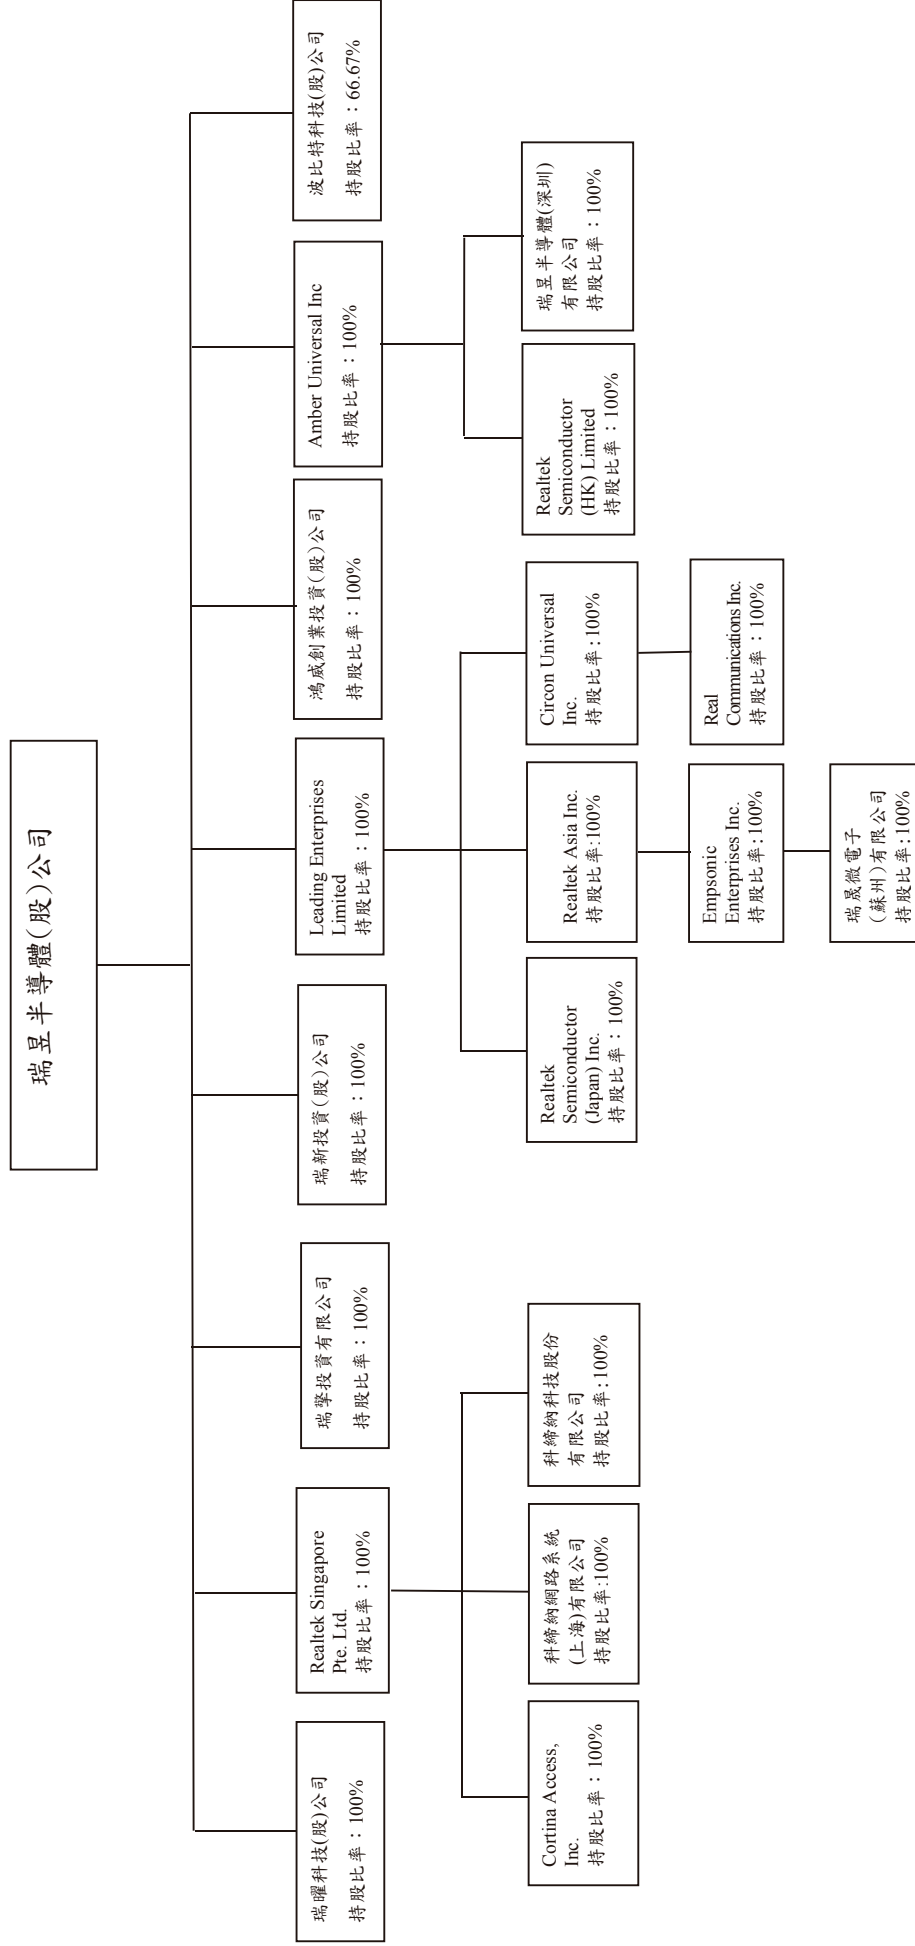 瑞昱半導體(股)公司
瑞曜科技(股)公司
持股比率：100%
Realtek Singapore
Pte. Ltd.
持股比率：100%
瑞擎投資有限公司
持股比率：100%
瑞新投資(股)公司
持股比率：100%
Leading Enterprises
Limited
持股比率：100%
鴻威創業投資(股)公司
持股比率：100%
Amber Universal Inc
持股比率：100%
波比特科技(股)公司
持股比率：66.67%
Cortina Access,
Inc.
持股比率：100%
科締納網路系統
(上海)有限公司
持股比率:100%
科締納科技股份
有限公司
持股比率:100%
Realtek
Semiconductor
(Japan) Inc.
持股比率：100%
Realtek Asia Inc.
持股比率:100%
Circon Universal
Inc.
持股比率:100%
Realtek
Semiconductor
(HK) Limited
持股比率：100%
瑞昱半導體(深圳)
有限公司
持股比率：100%
Empsonic
Enterprises Inc.
持股比率:100%
Real
Communications Inc.
持股比率：100%
瑞晟微電子
(蘇州)有限公司
持股比率:100%